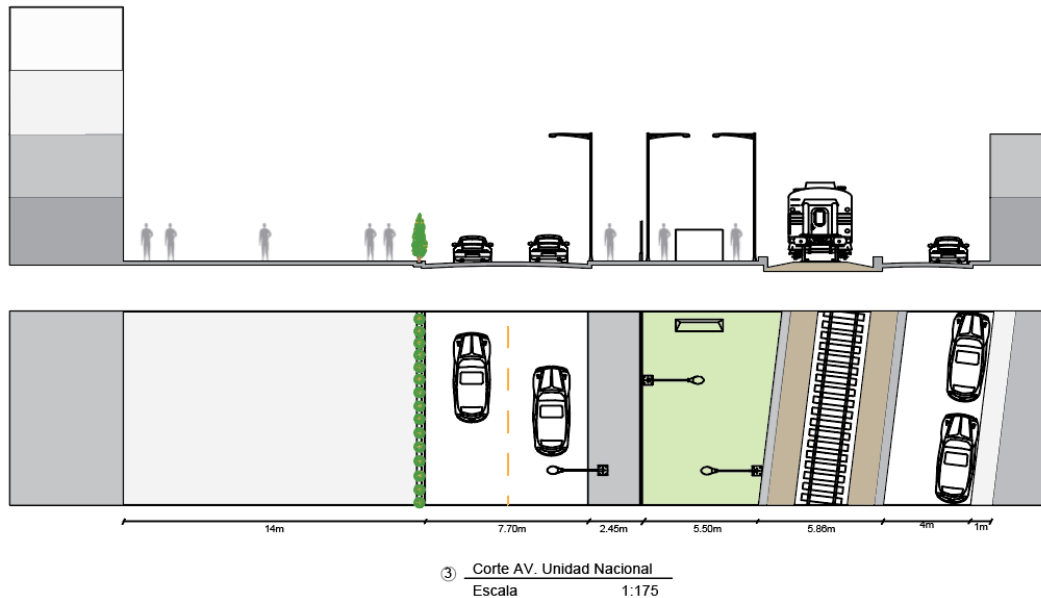 14m 7.70m 2.45m 5.50m 5.86m 4m 1m
3 Corte AV. Unidad Nacional
Escala 1:175